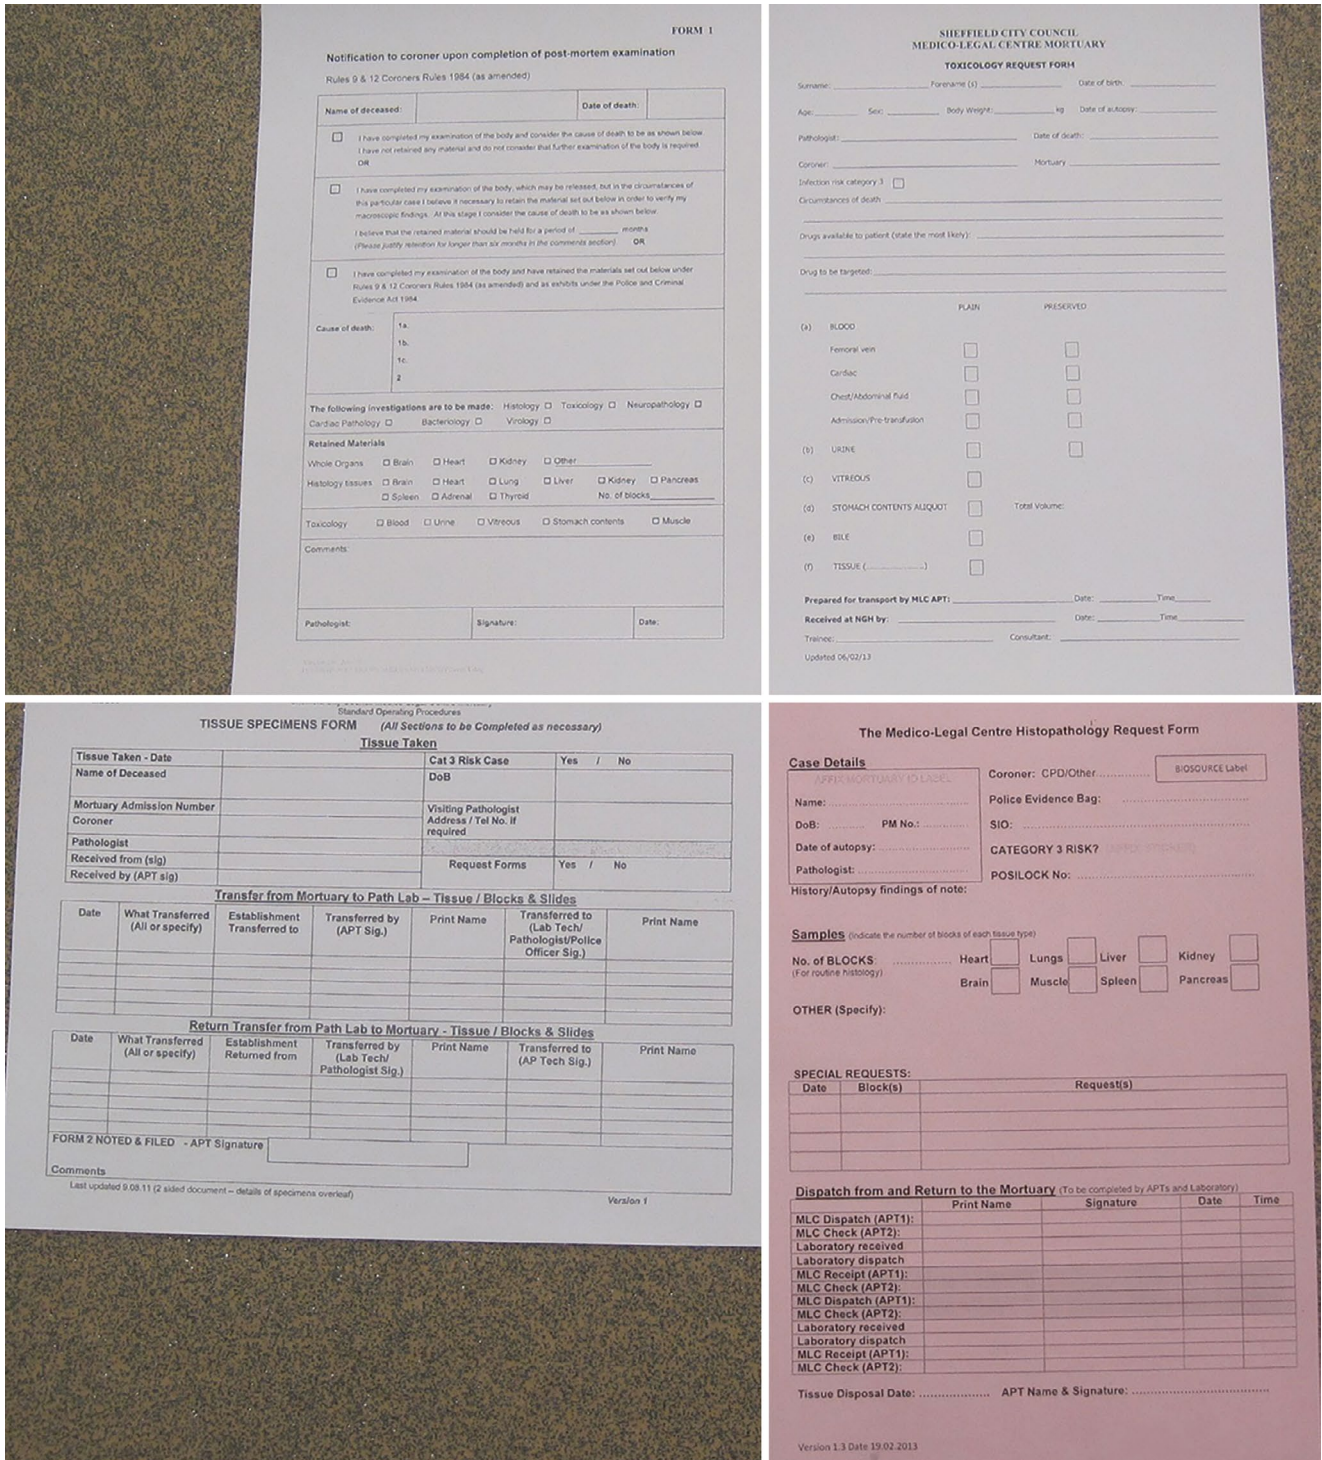 FORM 1
Notification to coroner upon completion of post-mortem examination
Rules 9 & 12 Coroners Rules 1984 (as amended)
Name of deceased: Date of death:
I have completed my examination of the body and consider the cause of death to be as shown below.
I have not retained any material and do not consider that further examination of the body is required.
OR
I have completed my examination of the body, which may be released, but in the circumstances of
this particular case I believe it necessary to retain the material set out below in order to verify my
macroscopic findings. At this stage I consider the cause of death to be as shown below.
I believe that the retained material should be held for a period of ________ months
(Please justify retention for longer than six months in the comments section). OR
I have completed my examination of the body and have retained the materials set out below under
Rules 9 & 12 Coroners Rules 1984 (as amended) and as exhibits under the Police and Criminal
Evidence Act 1984.
Cause of death: 1a.
1b.
1c.
2
The following investigations are to be made: Histology Toxicology Neuropathology
Cardiac Pathology Bacteriology Virology
Retained Materials
Whole Organs Brain Heart Kidney Other
Histology tissues Brain Heart Lung Liver Kidney Pancreas
Spleen Adrenal Thyroid No. of blocks
Toxicology Blood Urine Vitreous Stomach contents Muscle
Comments:
Pathologist: Signature: Date:
SHEFFIELD CITY COUNCIL
MEDICO-LEGAL CENTRE MORTUARY
TOXICOLOGY REQUEST FORM
Surname: Forename (s) Date of birth:
Age: Sex: Body Weight: kg Date of autopsy:
Pathologist: Date of death:
Coroner: Mortuary
Infection risk category 3
Circumstances of death
Drugs available to patient (state the most likely):
Drug to be targeted:
PLAIN PRESERVED
(a) BLOOD
Femoral vein
Cardiac
Chest/Abdominal fluid
Admission/Pre-transfusion
(b) URINE
(c) VITREOUS
(d) STOMACH CONTENTS ALIQUOT Total Volume:
(e) BILE
(f) TISSUE (....................)
Prepared for transport by MLC APT: Date: Time
Received at NGH by: Date: Time
Trainee: Consultant:
Updated 06/02/13
Standard Operating Procedures
TISSUE SPECIMENS FORM (All Sections to be Completed as necessary)
Tissue Taken
Tissue Taken - Date Cat 3 Risk Case Yes / No
Name of Deceased DoB
Mortuary Admission Number Visiting Pathologist
Coroner Address / Tel No. if
required
Pathologist
Received from (sig) Request Forms Yes / No
Received by (APT sig)
Transfer from Mortuary to Path Lab – Tissue / Blocks & Slides
Date What Transferred Establishment Transferred by Print Name Transferred to Print Name
(All or specify) Transferred to (APT Sig.) (Lab Tech/
Pathologist/Police
Officer Sig.)
Return Transfer from Path Lab to Mortuary - Tissue / Blocks & Slides
Date What Transferred Establishment Transferred by Print Name Transferred to Print Name
(All or specify) Returned from (Lab Tech/ (AP Tech Sig.)
Pathologist Sig.)
FORM 2 NOTED & FILED - APT Signature
Comments
Last updated 9.08.11 (2 sided document – details of specimens overleaf)
Version 1
The Medico-Legal Centre Histopathology Request Form
Case Details
AFFIX MORTUARY ID LABEL
Coroner: CPD/Other............... BIOSOURCE Label
Name: Police Evidence Bag:
DoB: PM No.: SIO:
Date of autopsy: CATEGORY 3 RISK?
Pathologist: POSILOCK No:
History/Autopsy findings of note:
Samples (indicate the number of blocks of each tissue type)
No. of BLOCKS: Heart Lungs Liver Kidney
(For routine histology)
Brain Muscle Spleen Pancreas
OTHER (Specify):
SPECIAL REQUESTS:
Date Block(s) Request(s)
Dispatch from and Return to the Mortuary (To be completed by APTs and Laboratory)
Print Name Signature Date Time
MLC Dispatch (APT1):
MLC Check (APT2):
Laboratory received
Laboratory dispatch
MLC Receipt (APT1):
MLC Check (APT2):
MLC Dispatch (APT1):
MLC Check (APT2):
Laboratory received
Laboratory dispatch
MLC Receipt (APT1):
MLC Check (APT2):
Tissue Disposal Date: .................. APT Name & Signature: ..................
Version 1.3 Date 19.02.2013